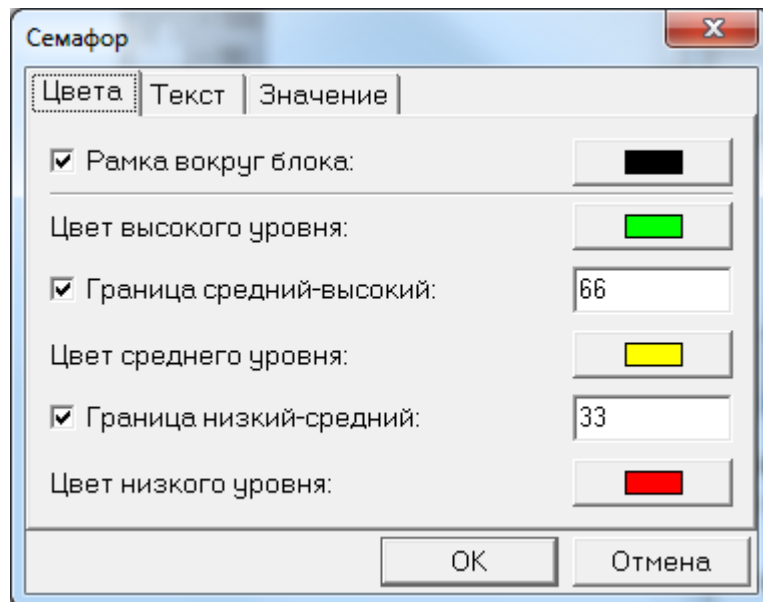 Семафор
Цвета Текст Значение
Рамка вокруг блока:
Цвет высокого уровня:
Граница средний-высокий: 66
Цвет среднего уровня:
Граница низкий-средний: 33
Цвет низкого уровня:
OK Отмена